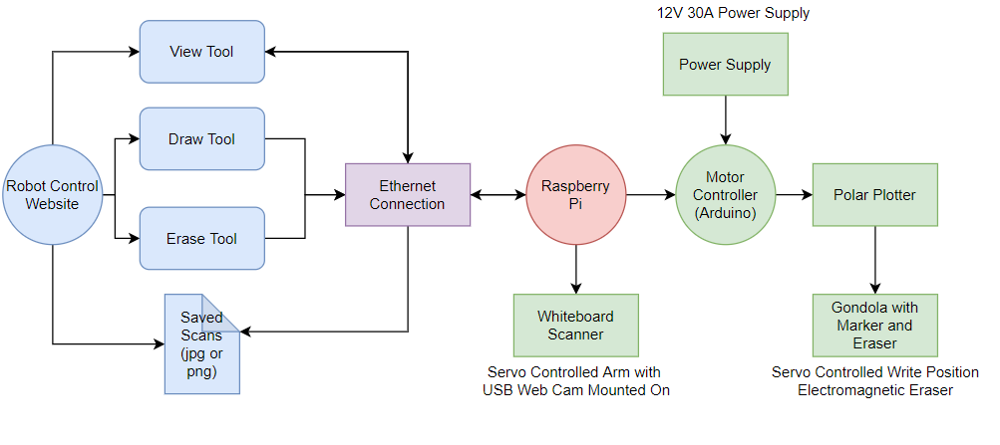 12V 30A Power Supply
View Tool
Power Supply
Draw Tool
Robot Control
Website
Ethernet
Connection
Raspberry
Pi
Motor
Controller
(Arduino)
Polar Plotter
Erase Tool
Saved
Scans
(jpg or
png)
Whiteboard
Scanner
Gondola with
Marker and
Eraser
Servo Controlled Arm with
USB Web Cam Mounted On
Servo Controlled Write Position
Electromagnetic Eraser